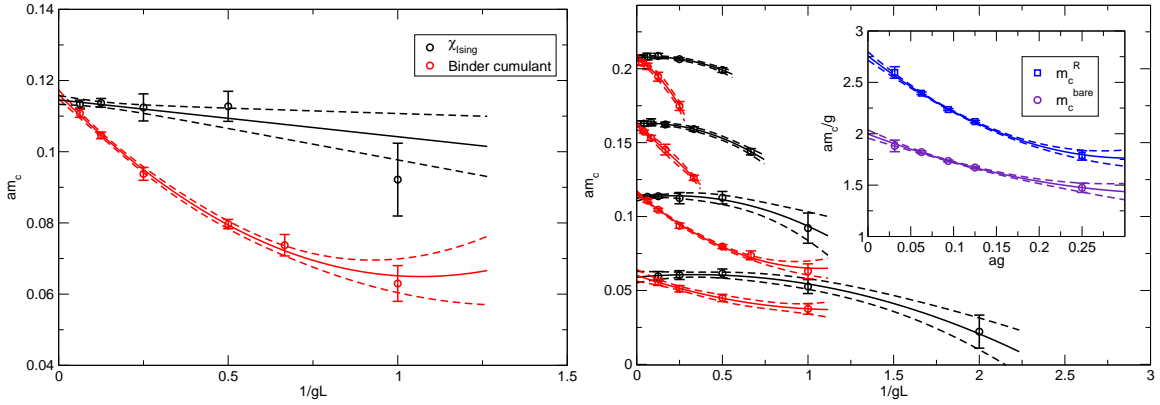 0.14
0.12
0.1
0.08
0.06
0.04
am_c
χ_Ising
Binder cumulant
0 0.5 1 1.5
1/gL
0.2
0.15
0.1
0.05
0
am_c
0 0.5 1 1.5 2 2.5 3
1/gL
3
2.5
2
1.5
1
am_c/g
m_c^R
m_c^bare
0 0.05 0.1 0.15 0.2 0.25
ag